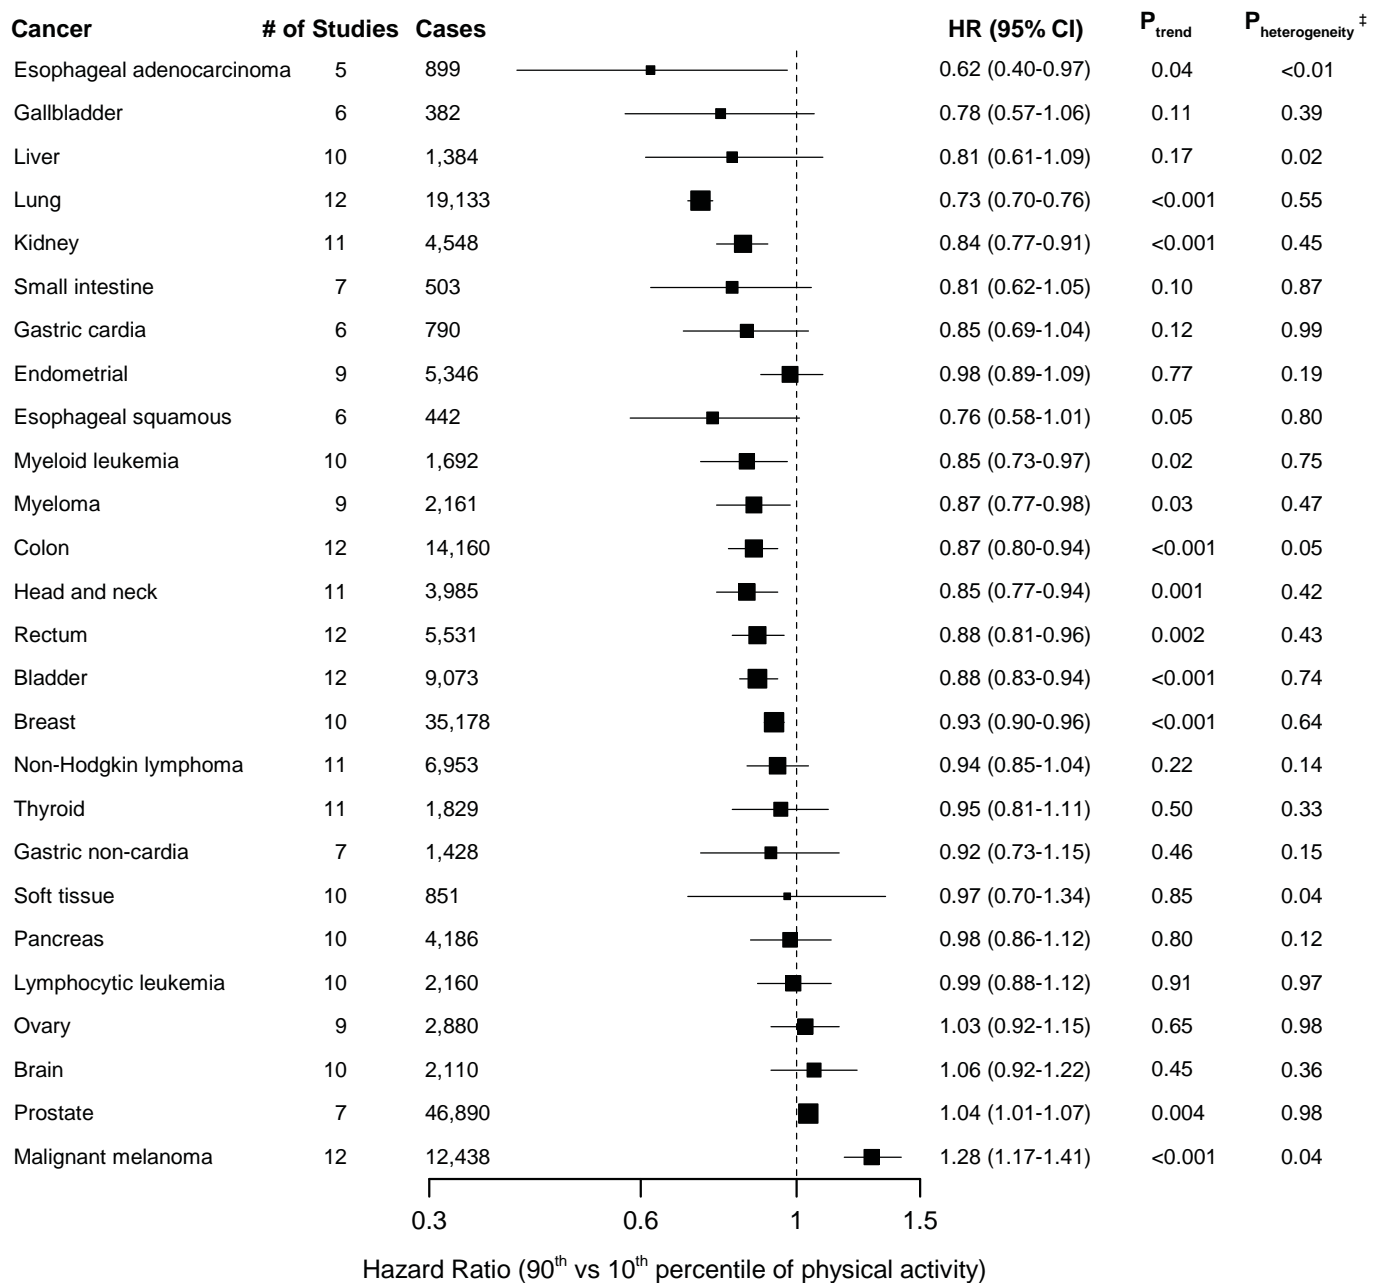 Cancer # of Studies Cases HR (95% CI) Ptrend Pheterogeneity ‡
Esophageal adenocarcinoma 5 899 0.62 (0.40-0.97) 0.04 <0.01
Gallbladder 6 382 0.78 (0.57-1.06) 0.11 0.39
Liver 10 1,384 0.81 (0.61-1.09) 0.17 0.02
Lung 12 19,133 0.73 (0.70-0.76) <0.001 0.55
Kidney 11 4,548 0.84 (0.77-0.91) <0.001 0.45
Small intestine 7 503 0.81 (0.62-1.05) 0.10 0.87
Gastric cardia 6 790 0.85 (0.69-1.04) 0.12 0.99
Endometrial 9 5,346 0.98 (0.89-1.09) 0.77 0.19
Esophageal squamous 6 442 0.76 (0.58-1.01) 0.05 0.80
Myeloid leukemia 10 1,692 0.85 (0.73-0.97) 0.02 0.75
Myeloma 9 2,161 0.87 (0.77-0.98) 0.03 0.47
Colon 12 14,160 0.87 (0.80-0.94) <0.001 0.05
Head and neck 11 3,985 0.85 (0.77-0.94) 0.001 0.42
Rectum 12 5,531 0.88 (0.81-0.96) 0.002 0.43
Bladder 12 9,073 0.88 (0.83-0.94) <0.001 0.74
Breast 10 35,178 0.93 (0.90-0.96) <0.001 0.64
Non-Hodgkin lymphoma 11 6,953 0.94 (0.85-1.04) 0.22 0.14
Thyroid 11 1,829 0.95 (0.81-1.11) 0.50 0.33
Gastric non-cardia 7 1,428 0.92 (0.73-1.15) 0.46 0.15
Soft tissue 10 851 0.97 (0.70-1.34) 0.85 0.04
Pancreas 10 4,186 0.98 (0.86-1.12) 0.80 0.12
Lymphocytic leukemia 10 2,160 0.99 (0.88-1.12) 0.91 0.97
Ovary 9 2,880 1.03 (0.92-1.15) 0.65 0.98
Brain 10 2,110 1.06 (0.92-1.22) 0.45 0.36
Prostate 7 46,890 1.04 (1.01-1.07) 0.004 0.98
Malignant melanoma 12 12,438 1.28 (1.17-1.41) <0.001 0.04
0.3 0.6 1 1.5
Hazard Ratio (90th vs 10th percentile of physical activity)